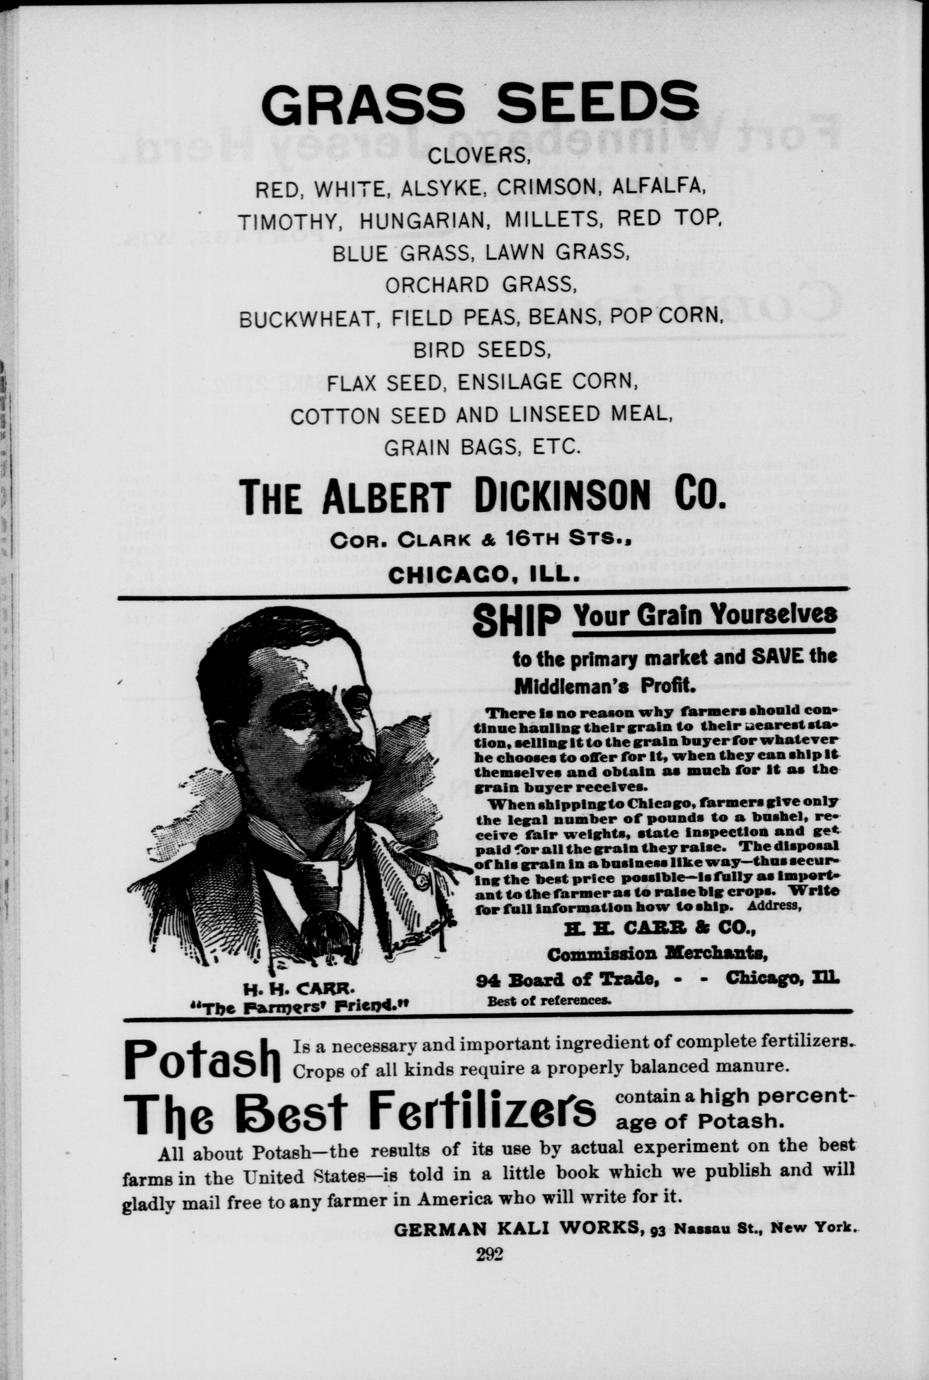 GRASS SEEDS
CLOVERS,
RED, WHITE, ALSYKE, CRIMSON, ALFALFA,
TIMOTHY, HUNGARIAN, MILLETS, RED TOP,
BLUE GRASS, LAWN GRASS,
ORCHARD GRASS,
BUCKWHEAT, FIELD PEAS, BEANS, POP CORN,
BIRD SEEDS,
FLAX SEED, ENSILAGE CORN,
COTTON SEED AND LINSEED MEAL,
GRAIN BAGS, ETC.
THE ALBERT DICKINSON CO.
COR. CLARK & 16TH STS.,
CHICAGO, ILL.
SHIP Your Grain Yourselves
to the primary market and SAVE the
Middleman's Profit.
There is no reason why farmers should con-
tinue hauling their grain to their nearest sta-
tion, selling it to the grain buyer for whatever
he chooses to offer for it, when they can ship it
themselves and obtain as much for it as the
grain buyer receives.
When shipping to Chicago, farmers give only
the legal number of pounds to a bushel, re-
ceive fair weights, state inspection and get
paid for all the grain they raise. The disposal
of his grain in a business like way—thus secur-
ing the best price possible—is fully as import-
ant to the farmer as to raise big crops. Write
for full information how to ship. Address,
H. H. CARR & CO.,
Commission Merchants,
94 Board of Trade, - - Chicago, Ill.
Best of references.
H. H. CARR.
"The Farmers' Friend."
Potash Is a necessary and important ingredient of complete fertilizers.
Crops of all kinds require a properly balanced manure.
The Best Fertilizers contain a high percent-
age of Potash.
All about Potash—the results of its use by actual experiment on the best
farms in the United States—is told in a little book which we publish and will
gladly mail free to any farmer in America who will write for it.
GERMAN KALI WORKS, 93 Nassau St., New York.
292